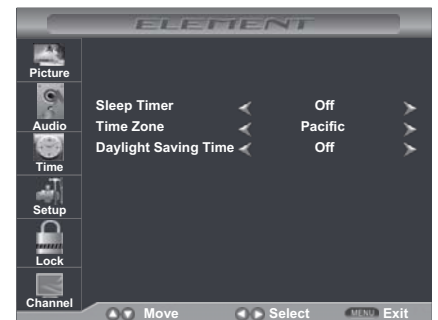 ELEMENT
Picture
Audio
Time
Setup
Lock
Channel
Sleep Timer Off
Time Zone Pacific
Daylight Saving Time Off
Move Select MENU Exit